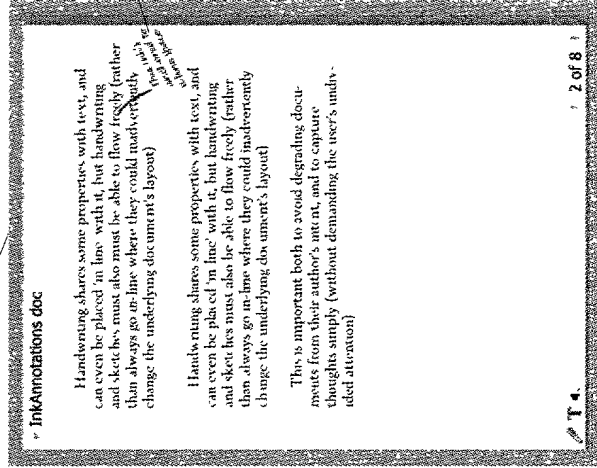 InkAnnotations doc
Handwriting shares some properties with text, and
can even be placed 'in line' with it, but handwriting
and sketches must also must be able to flow freely (rather
than always go in-line where they could inadvertently
change the underlying document's layout)
Handwriting shares some properties with text, and
can even be placed 'in line' with it, but handwriting
and sketches must also be able to flow freely (rather
than always go in-line where they could inadvertently
change the underlying document's layout)
This is important both to avoid degrading docu-
ments from their author's intent, and to capture
thoughts simply (without demanding the user's undiv-
ided attention)
T
2 of 8